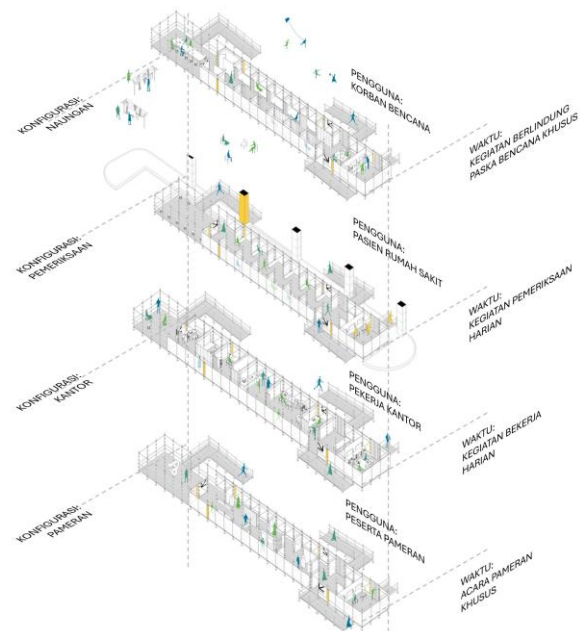 KONFIGURASI:
NAUNGAN
PENGGUNA:
KORBAN BENCANA
WAKTU:
KEGIATAN BERLINDUNG
PASKA BENCANA KHUSUS
KONFIGURASI:
PEMERIKSAAN
PENGGUNA:
PASIEN RUMAH SAKIT
WAKTU:
KEGIATAN PEMERIKSAAN
HARIAN
KONFIGURASI:
KANTOR
PENGGUNA:
PEKERJA KANTOR
WAKTU:
KEGIATAN BEKERJA
HARIAN
KONFIGURASI:
PAMERAN
PENGGUNA:
PESERTA PAMERAN
WAKTU:
ACARA PAMERAN
KHUSUS